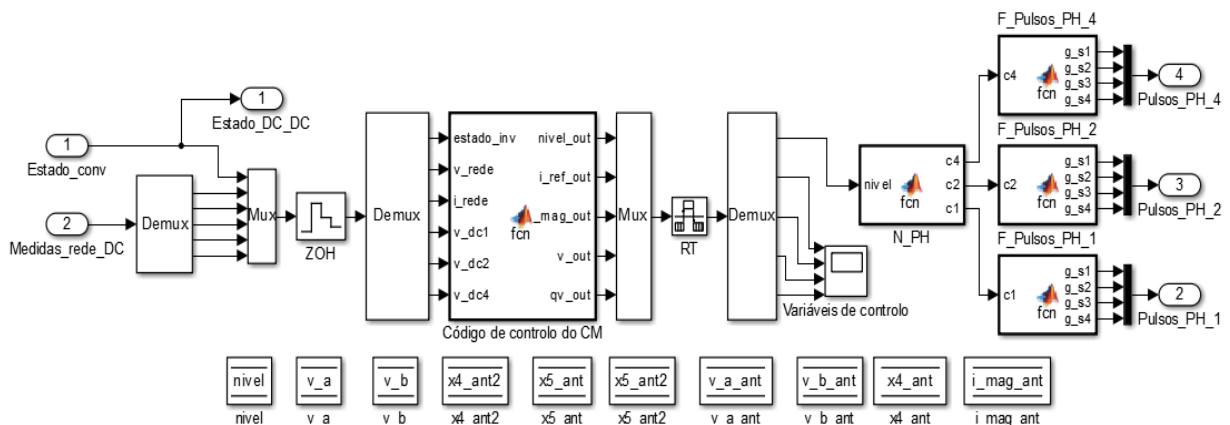 1
Estado_DC_DC
1
Estado_conv
2
Medidas_rede_DC
Demux
Mux
ZOH
Demux
estado_inv
v_rede
i_rede
v_dc1
v_dc2
v_dc4
fcn
nivel_out
i_ref_out
_mag_out
v_out
qv_out
Código de controlo do CM
Mux
RT
Demux
Variáveis de controlo
nivel
fcn
c4
c2
c1
N_PH
F_Pulsos_PH_4
c4
fcn
g_s1
g_s2
g_s3
g_s4
4
Pulsos_PH_4
F_Pulsos_PH_2
c2
fcn
g_s1
g_s2
g_s3
g_s4
3
Pulsos_PH_2
F_Pulsos_PH_1
c1
fcn
g_s1
g_s2
g_s3
g_s4
2
Pulsos_PH_1
nivel
v_a
v_b
x4_ant2
x5_ant
x5_ant2
v_a_ant
v_b_ant
x4_ant
i_mag_ant
nivel
v_a
v_b
x4_ant2
x5_ant
x5_ant2
v_a_ant
v_b_ant
x4_ant
i_mag_ant